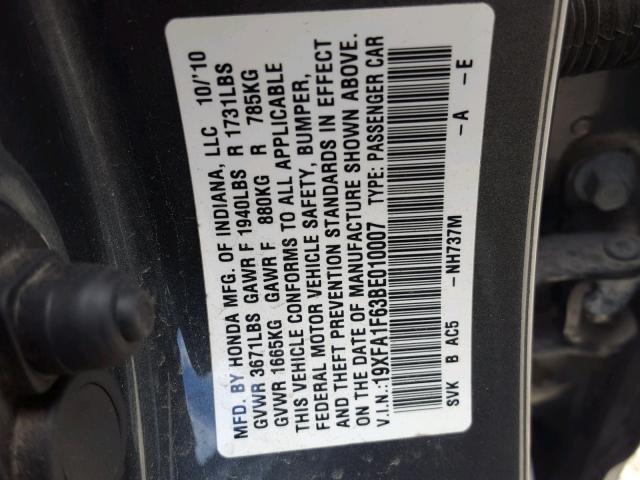 MFD. BY HONDA MFG. OF INDIANA, LLC 10/'10
GVWR 3671LBS GAWR F 1940LBS R 1731LBS
GVWR 1665KG GAWR F 880KG R 785KG
THIS VEHICLE CONFORMS TO ALL APPLICABLE
FEDERAL MOTOR VEHICLE SAFETY, BUMPER,
AND THEFT PREVENTION STANDARDS IN EFFECT
ON THE DATE OF MANUFACTURE SHOWN ABOVE.
V.I.N.:19XFA1F63BE010007 TYPE: PASSENGER CAR
SVK B AC5 -NH737M -A -E